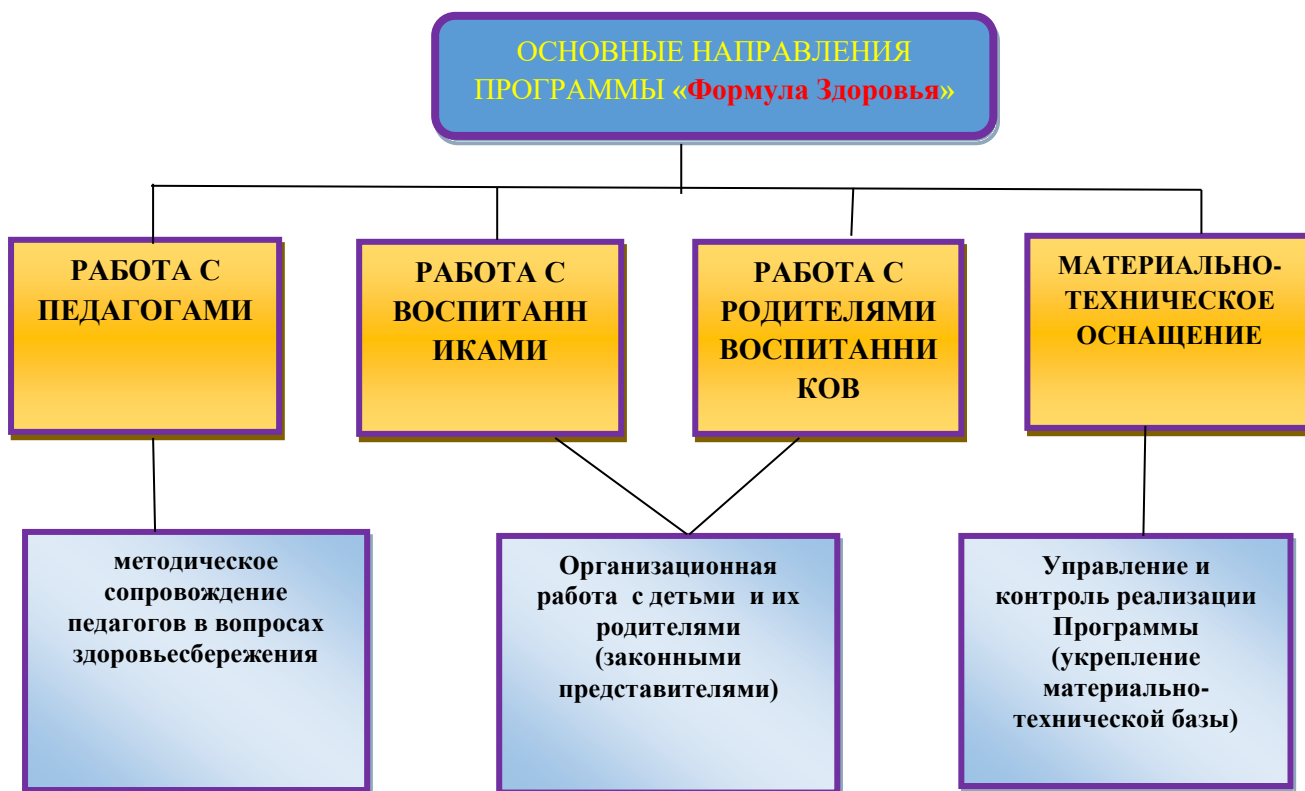 ОСНОВНЫЕ НАПРАВЛЕНИЯ
ПРОГРАММЫ «Формула Здоровья»
РАБОТА С
ПЕДАГОГАМИ
РАБОТА С
ВОСПИТАНН
ИКАМИ
РАБОТА С
РОДИТЕЛЯМИ
ВОСПИТАННИ
КОВ
МАТЕРИАЛЬНО-
ТЕХНИЧЕСКОЕ
ОСНАЩЕНИЕ
методическое
сопровождение
педагогов в вопросах
здоровьесбережения
Организационная
работа с детьми и их
родителями
(законными
представителями)
Управление и
контроль реализации
Программы
(укрепление
материально-
технической базы)